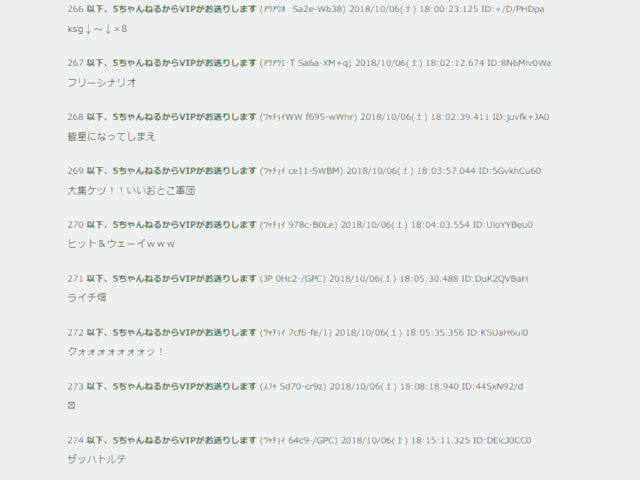 266 以下、5ちゃんねるからVIPがお送りします (ｱｳｱｳｵ Sa2e-Wb38) 2018/10/06(土) 18:00:23.125 ID:+/D/PHDpa
ksg↓～↓×8
267 以下、5ちゃんねるからVIPがお送りします (ｱｳｱｳｴ-T Sa6a-XM+q) 2018/10/06(土) 18:02:12.674 ID:8N6Miv0Wa
フリーシナリオ
268 以下、5ちゃんねるからVIPがお送りします (ﾜｯﾁｮｲWW f695-wWhr) 2018/10/06(土) 18:02:39.411 ID:juvfk+JA0
皆星になってしまえ
269 以下、5ちゃんねるからVIPがお送りします (ﾜｯﾁｮｲ ce11-SWBM) 2018/10/06(土) 18:03:57.044 ID:5GvkhCu60
大集ケツ！！いいおとこ軍団
270 以下、5ちゃんねるからVIPがお送りします (ﾜｯﾁｮｲ 978c-B0Le) 2018/10/06(土) 18:04:03.554 ID:UIoYYBeu0
ヒット＆ウェーイｗｗｗ
271 以下、5ちゃんねるからVIPがお送りします (JP 0Hc2-/GPC) 2018/10/06(土) 18:05:30.488 ID:DuK2QVBaH
ライチ畑
272 以下、5ちゃんねるからVIPがお送りします (ﾜｯﾁｮｲ 7cf6-fe/1) 2018/10/06(土) 18:05:35.356 ID:KSUaH6ul0
クォォォォォォォッ！
273 以下、5ちゃんねるからVIPがお送りします (ｽﾌｯ Sd70-cr9z) 2018/10/06(土) 18:08:18.940 ID:44SxN92/d
274 以下、5ちゃんねるからVIPがお送りします (ﾜｯﾁｮｲ 64c9-/GPC) 2018/10/06(土) 18:15:11.325 ID:DEIcJ0CC0
ザッハトルテ